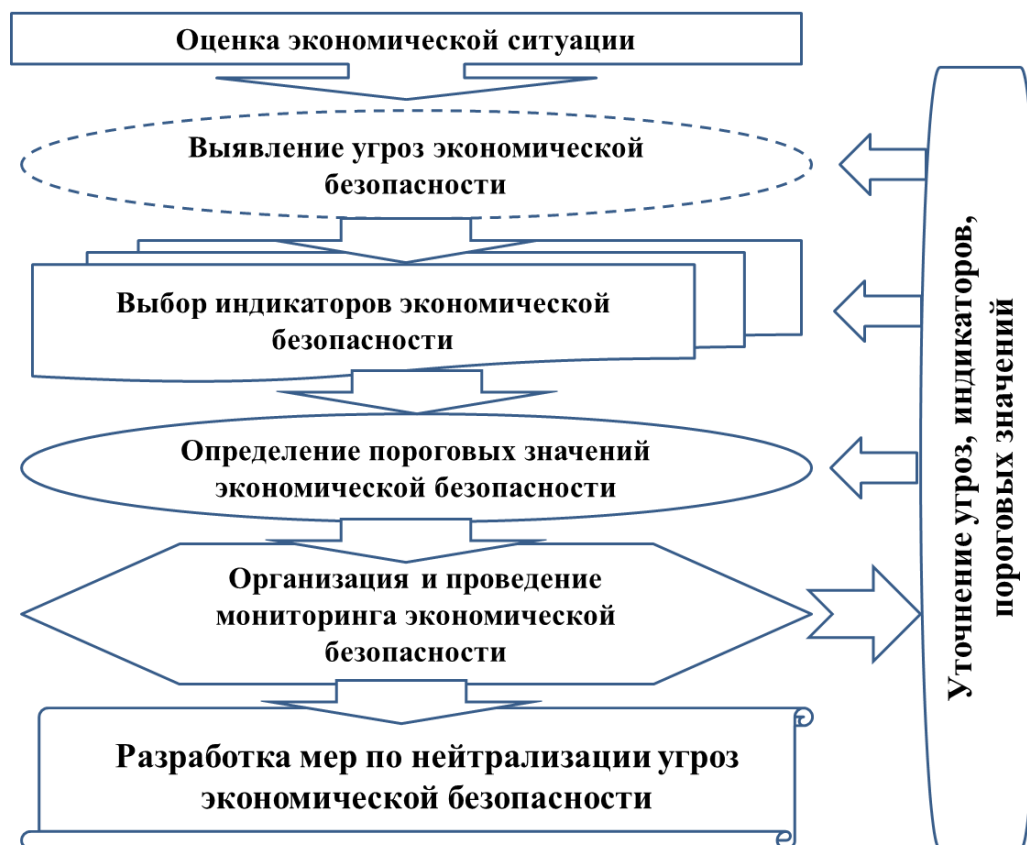 Оценка экономической ситуации
Выявление угроз экономической
безопасности
Выбор индикаторов экономической
безопасности
Определение пороговых значений
экономической безопасности
Организация и проведение
мониторинга экономической
безопасности
Разработка мер по нейтрализации угроз
экономической безопасности
Уточнение угроз, индикаторов,
пороговых значений